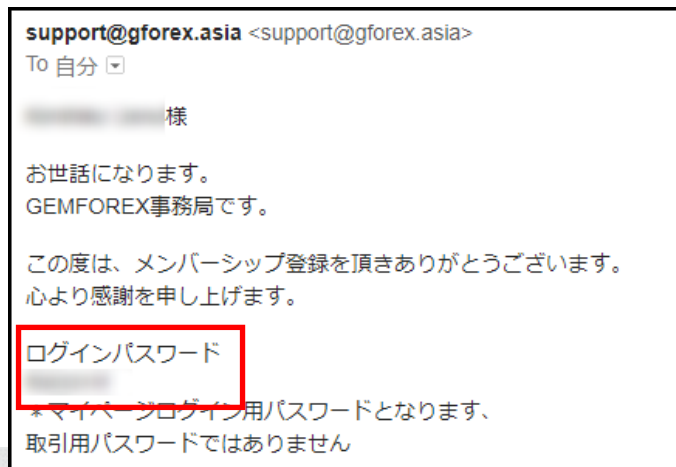 support@gforex.asia <support@gforex.asia>
To 自分
様
お世話になります。
GEMFOREX事務局です。
この度は、メンバーシップ登録を頂きありがとうございます。
心より感謝を申し上げます。
ログインパスワード
＊マイページログイン用パスワードとなります、
取引用パスワードではありません